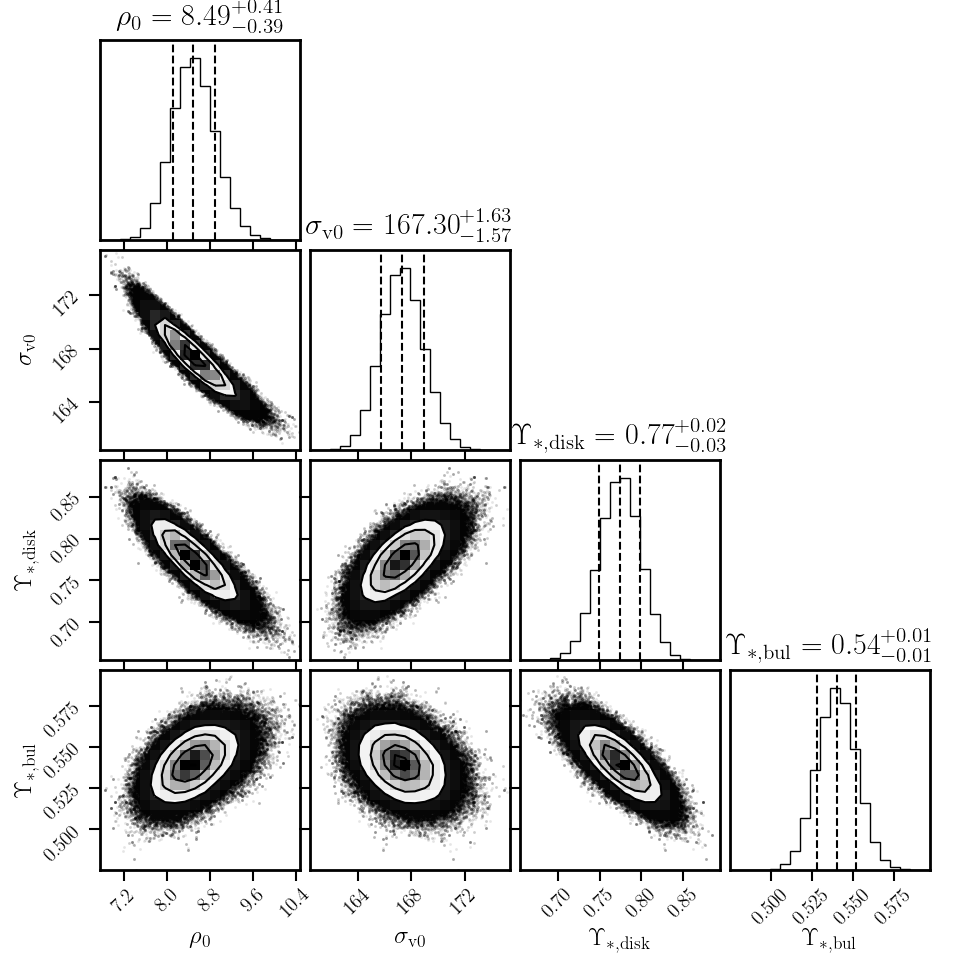 ρ₀ = 8.49⁺⁰·⁴¹₋₀.₃₉
σᵥ₀ = 167.30⁺¹·⁶³₋₁.₅₇
172
168
164
σᵥ₀
ϒ*,disk = 0.77⁺⁰·⁰²₋₀.₀₃
0.85
0.80
0.75
0.70
ϒ*,disk
ϒ*,bul = 0.54⁺⁰·⁰¹₋₀.₀₁
0.575
0.550
0.525
0.500
ϒ*,bul
7.2 8.0 8.8 9.6 10.4
164 168 172
0.70 0.75 0.80 0.85
0.500 0.525 0.550 0.575
ρ₀
σᵥ₀
ϒ*,disk
ϒ*,bul